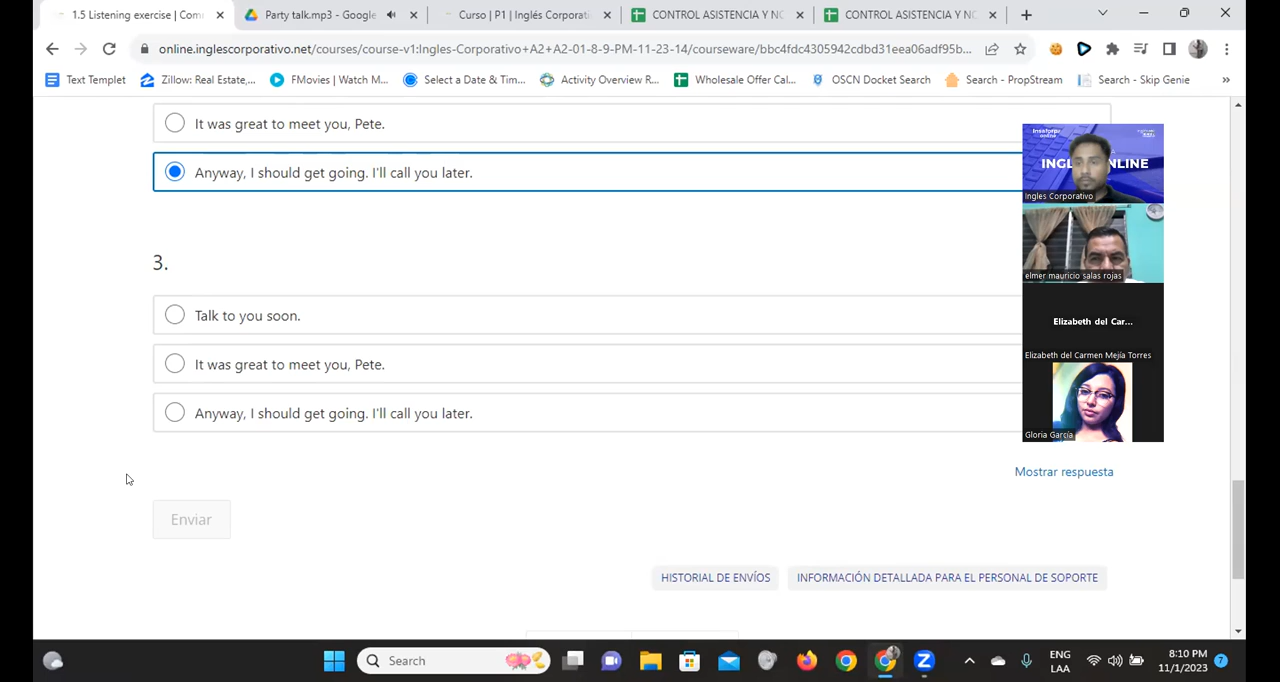 1.5 Listening exercise | Com
Party talk.mp3 - Google
Curso | P1 | Inglés Corporati
CONTROL ASISTENCIA Y NO
CONTROL ASISTENCIA Y NO
online.inglescorporativo.net/courses/course-v1:Ingles-Corporativo+A2+A2-01-8-9-PM-11-23-14/courseware/bbc4fdc4305942cdbd31eea06adf95b...
Text Templet
Zillow: Real Estate,...
FMovies | Watch M...
Select a Date & Tim...
Activity Overview R...
Wholesale Offer Cal...
OSCN Docket Search
Search - PropStream
Search - Skip Genie
»
It was great to meet you, Pete.
Anyway, I should get going. I'll call you later.
3.
Talk to you soon.
It was great to meet you, Pete.
Anyway, I should get going. I'll call you later.
Ingles Corporativo
elmer mauricio salas rojas
Elizabeth del Car...
Elizabeth del Carmen Mejía Torres
Gloria García
Mostrar respuesta
Enviar
HISTORIAL DE ENVÍOS
INFORMACIÓN DETALLADA PARA EL PERSONAL DE SOPORTE
Search
ENG
LAA
8:10 PM
11/1/2023
7